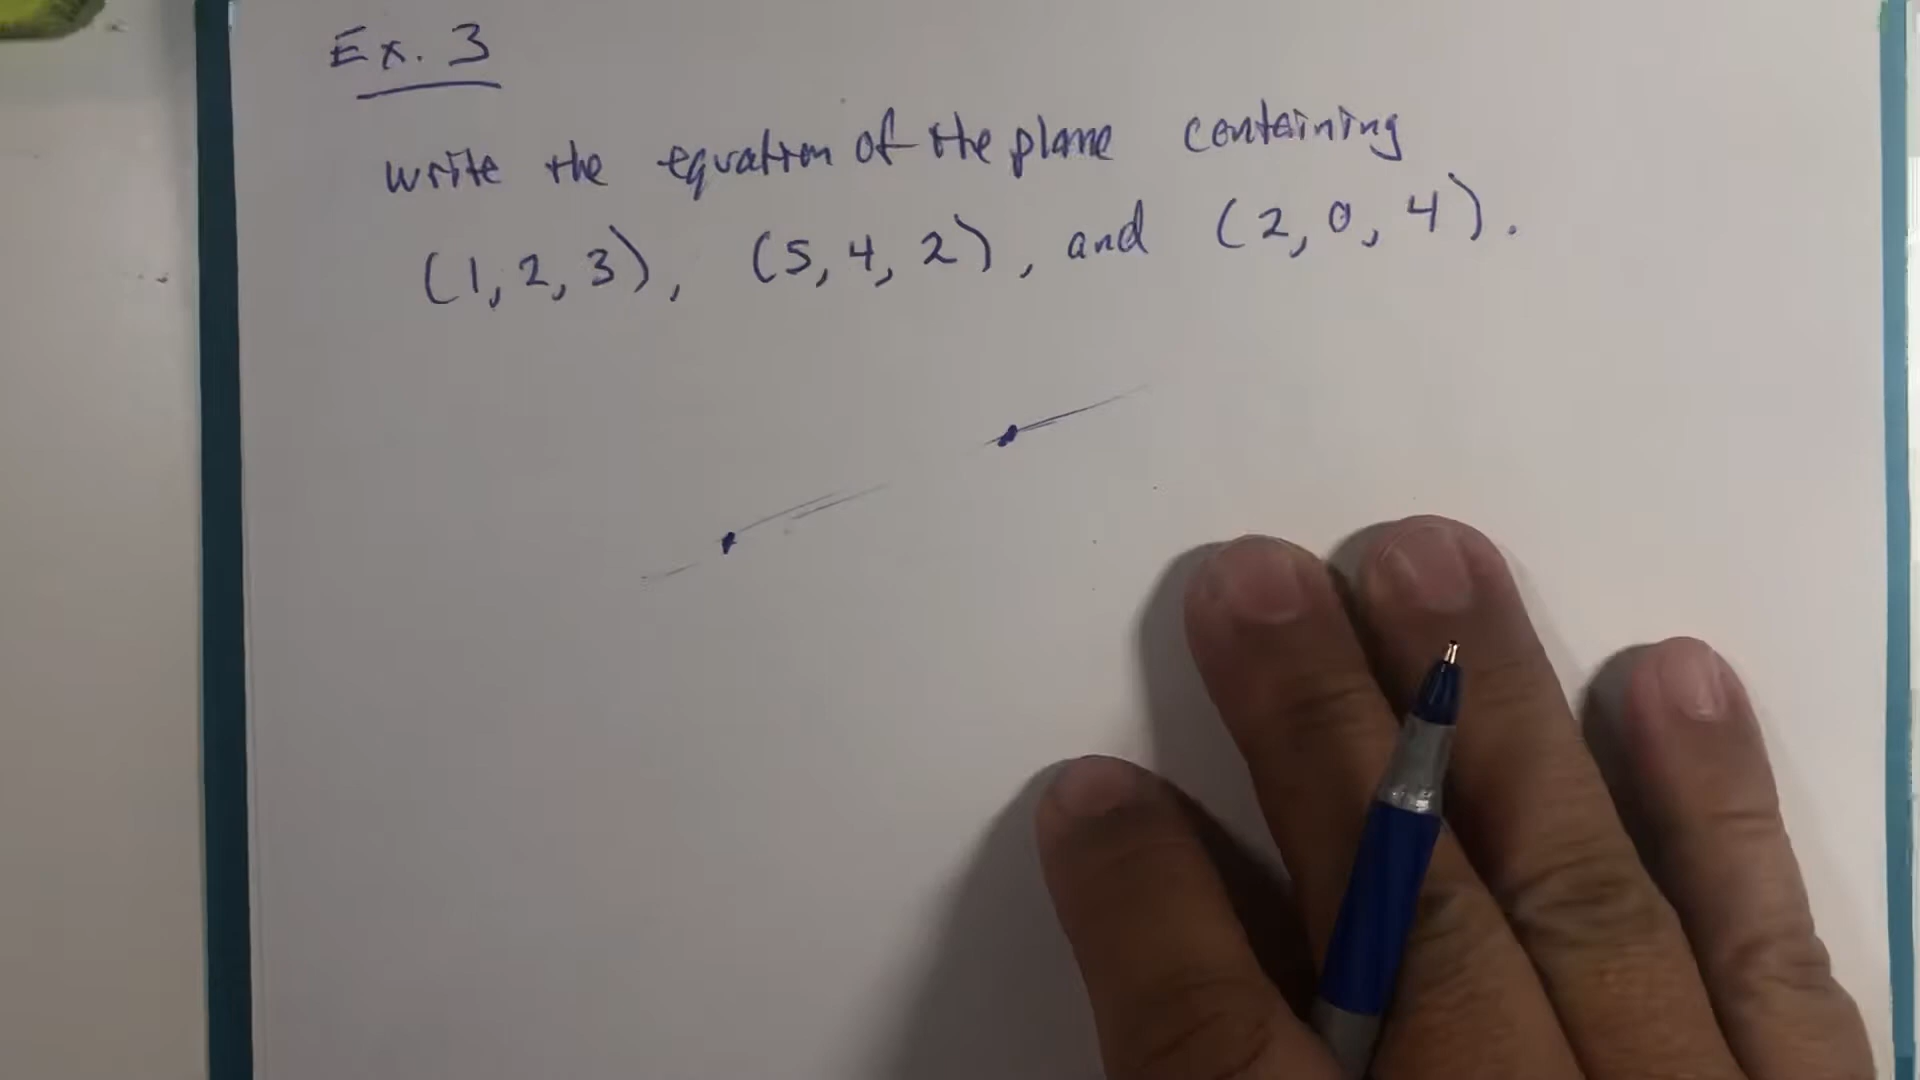 Ex. 3
write the equation of the plane containing
(1, 2, 3), (5, 4, 2), and (2, 0, 4).